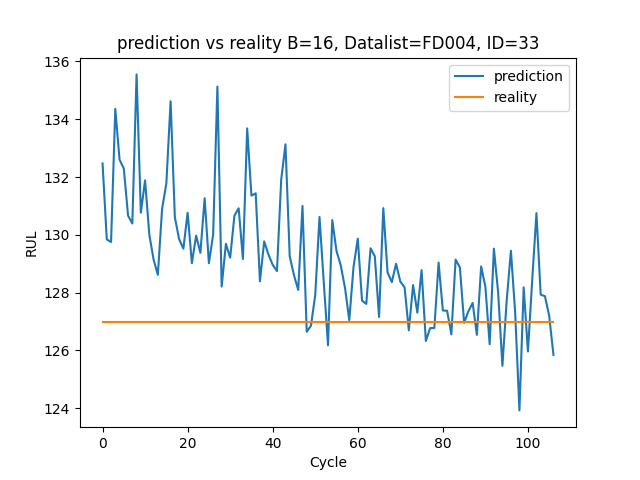 prediction vs reality B=16, Datalist=FD004, ID=33
prediction
reality
RUL
136
134
132
130
128
126
124
0 20 40 60 80 100
Cycle